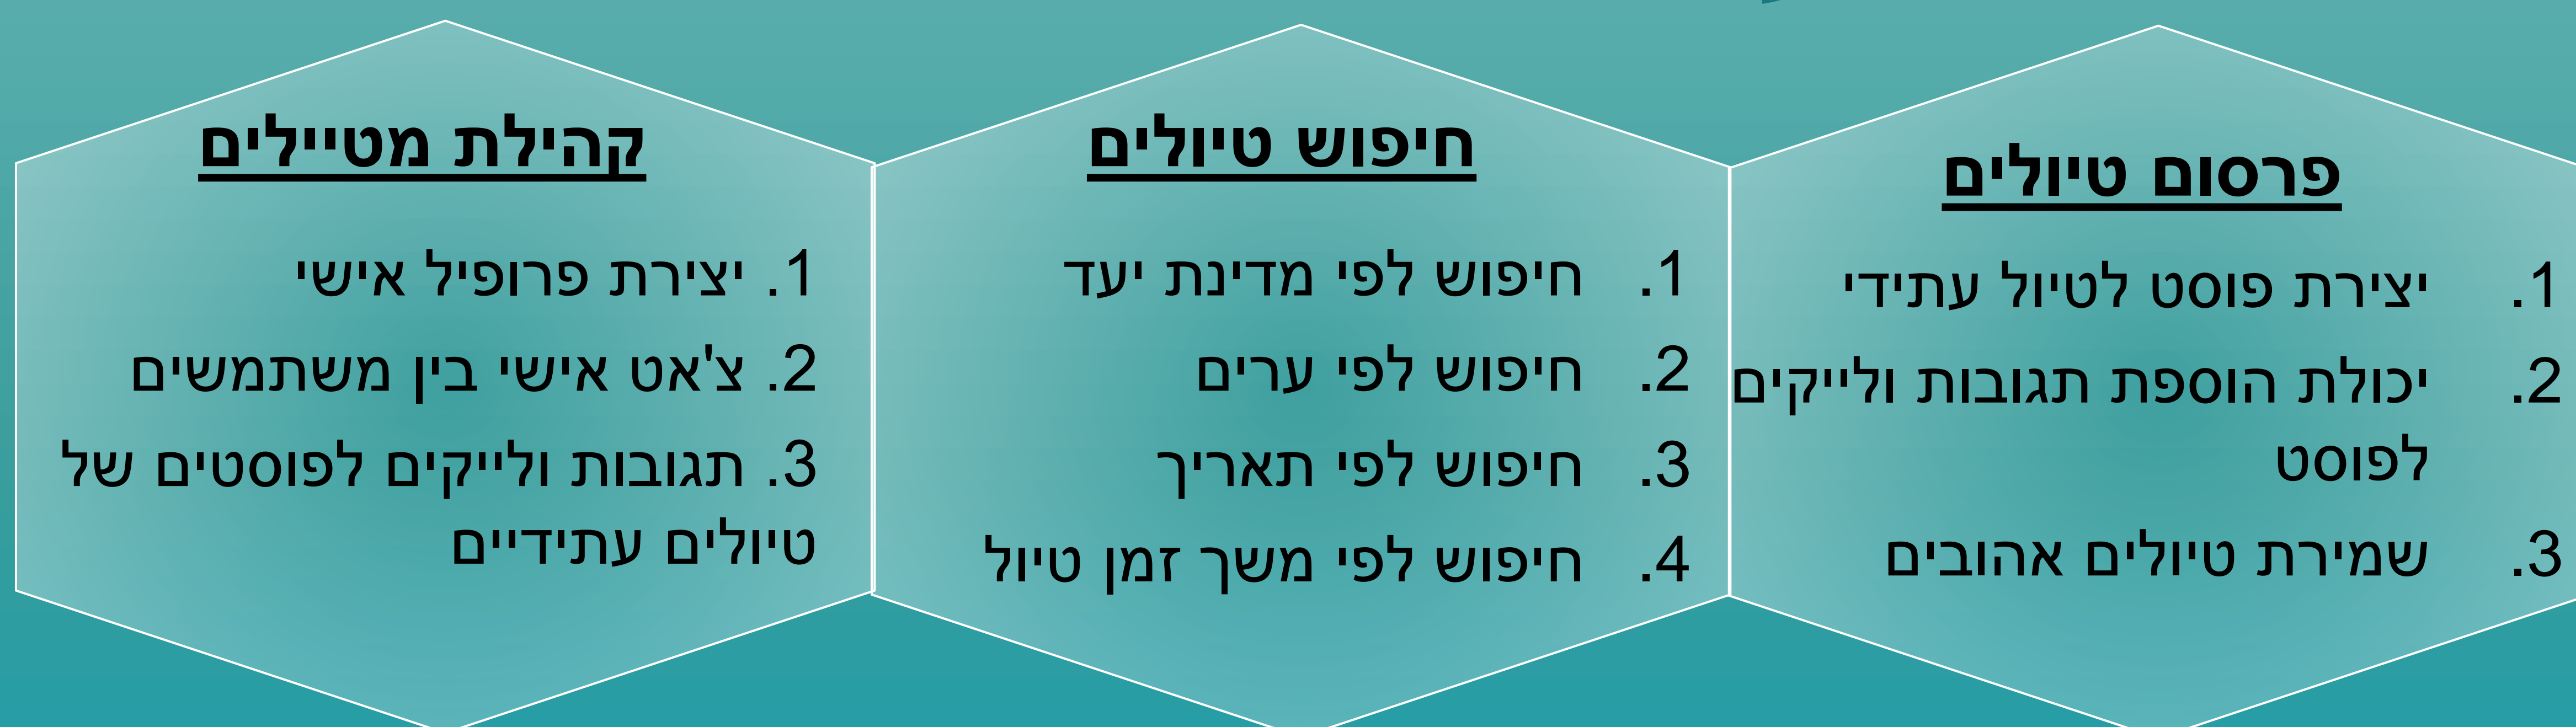 פרסום טיולים
1. יצירת פוסט לטיול עתידי
2. יכולת הוספת תגובות ולייקים
לפוסט
3. שמירת טיולים אהובים
חיפוש טיולים
1. חיפוש לפי מדינת יעד
2. חיפוש לפי ערים
3. חיפוש לפי תאריך
4. חיפוש לפי משך זמן טיול
קהילת מטיילים
1. יצירת פרופיל אישי
2. צ'אט אישי בין משתמשים
3. תגובות ולייקים לפוסטים של
טיולים עתידיים